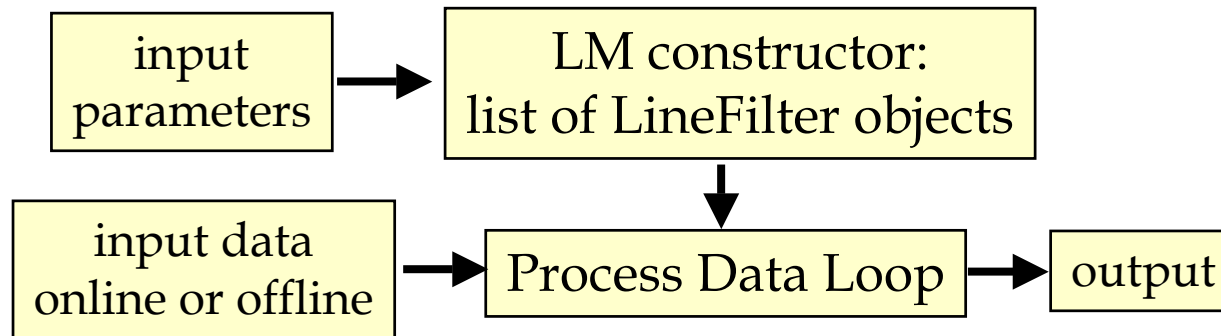 input
parameters
LM constructor:
list of LineFilter objects
input data
online or offline
Process Data Loop
output